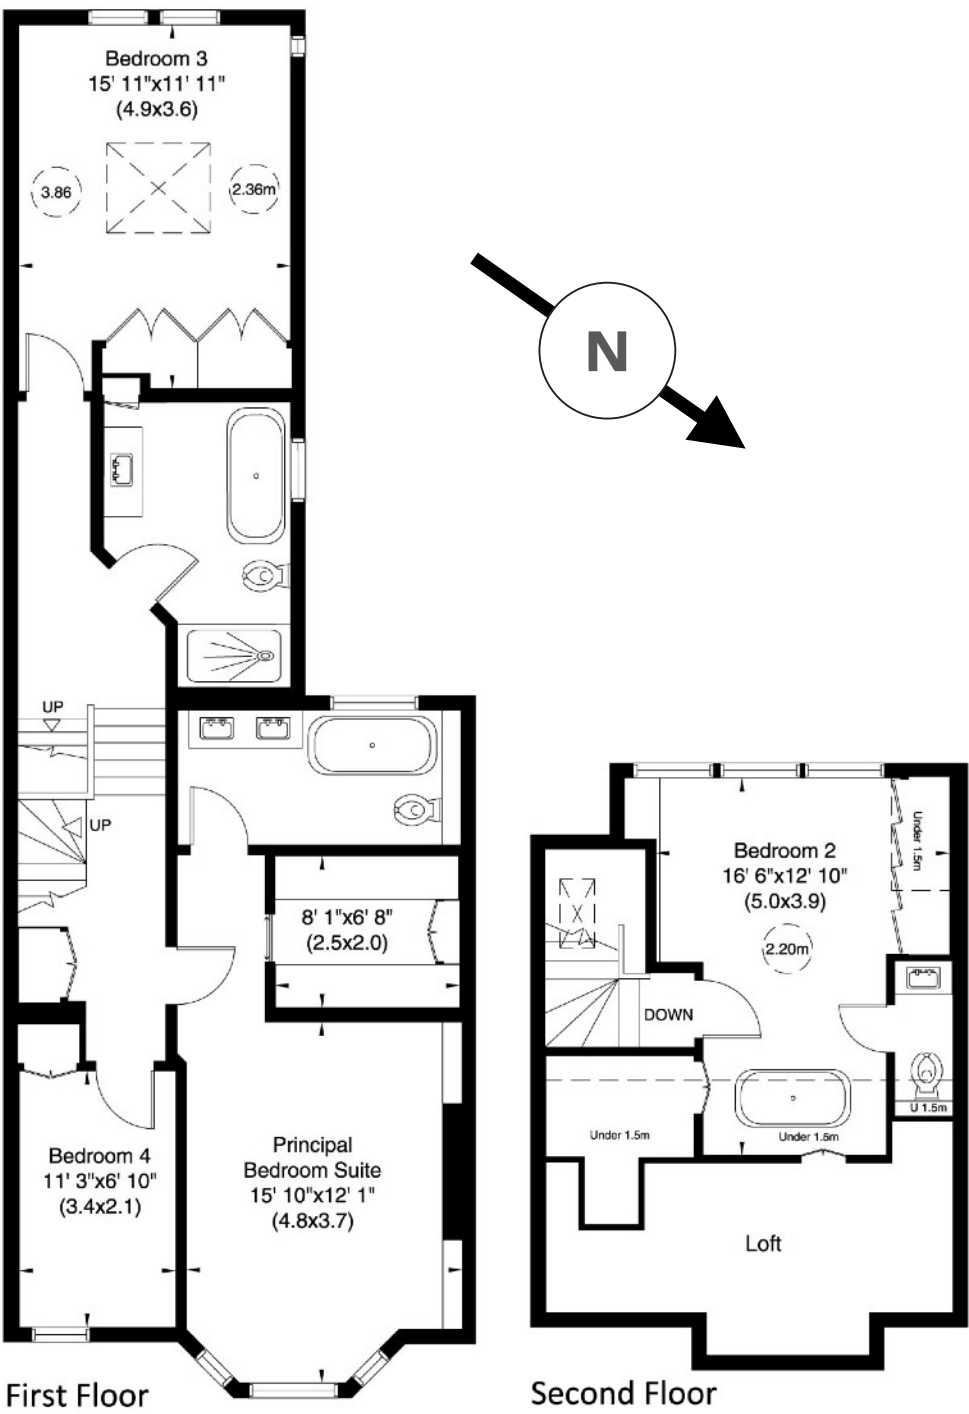 Bedroom 3
15' 11"x11' 11"
(4.9x3.6)
3.86
2.36m
N
UP
UP
8' 1"x6' 8"
(2.5x2.0)
Bedroom 4
11' 3"x6' 10"
(3.4x2.1)
Principal
Bedroom Suite
15' 10"x12' 1"
(4.8x3.7)
First Floor
Bedroom 2
16' 6"x12' 10"
(5.0x3.9)
2.20m
Under 1.5m
DOWN
U 1.5m
Under 1.5m
Under 1.5m
Loft
Second Floor